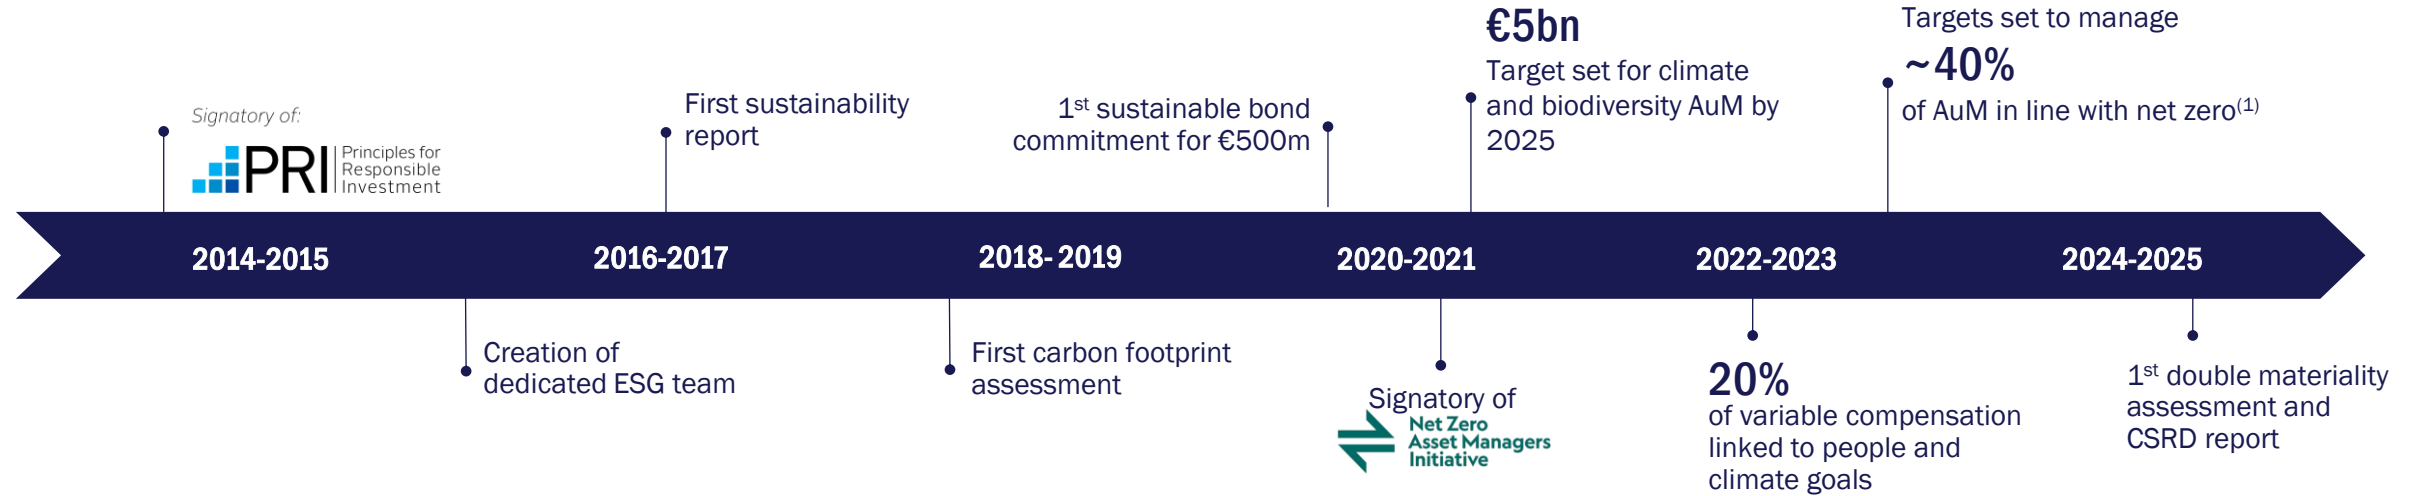 Signatory of:
PRI
Principles for
Responsible
Investment
First sustainability
report
1st sustainable bond
commitment for €500m
€5bn
Target set for climate
and biodiversity AuM by
2025
Targets set to manage
~40%
of AuM in line with net zero(1)
2014-2015
2016-2017
2018- 2019
2020-2021
2022-2023
2024-2025
Creation of
dedicated ESG team
First carbon footprint
assessment
Signatory of
Net Zero
Asset Managers
Initiative
20%
of variable compensation
linked to people and
climate goals
1st double materiality
assessment and
CSRD report